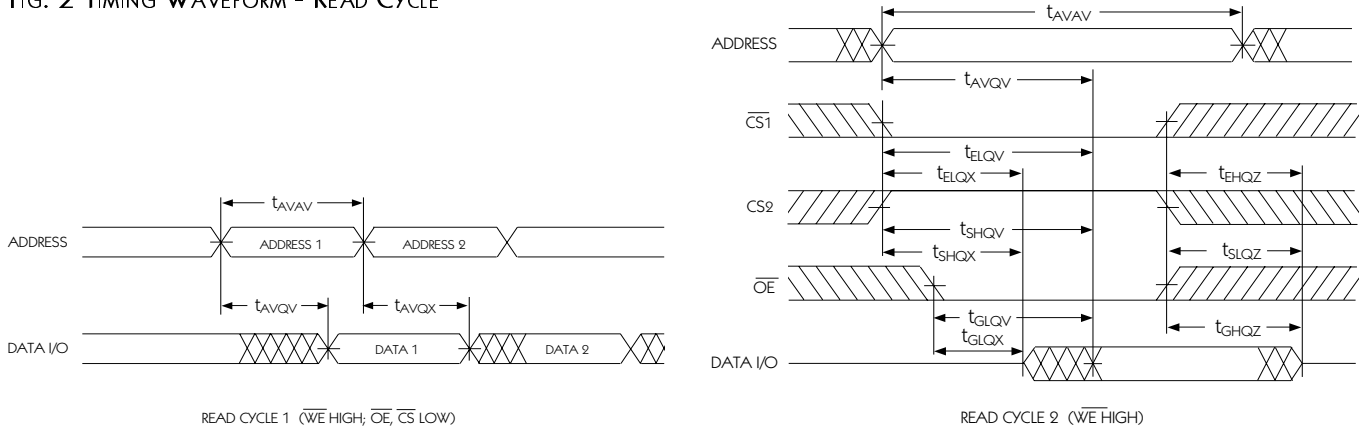 FIG. 2 TIMING WAVEFORM - READ CYCLE
ADDRESS
tAVAV
ADDRESS 1
ADDRESS 2
tAVQV
tAVQX
DATA I/O
DATA 1
DATA 2
READ CYCLE 1 (WE HIGH; OE, CS LOW)
tAVAV
ADDRESS
tAVQV
CS1
tELQV
tELQX
tEHQZ
CS2
tSHQV
tSHQX
tSLQZ
OE
tGLQV
tGLQX
tGHQZ
DATA I/O
READ CYCLE 2 (WE HIGH)